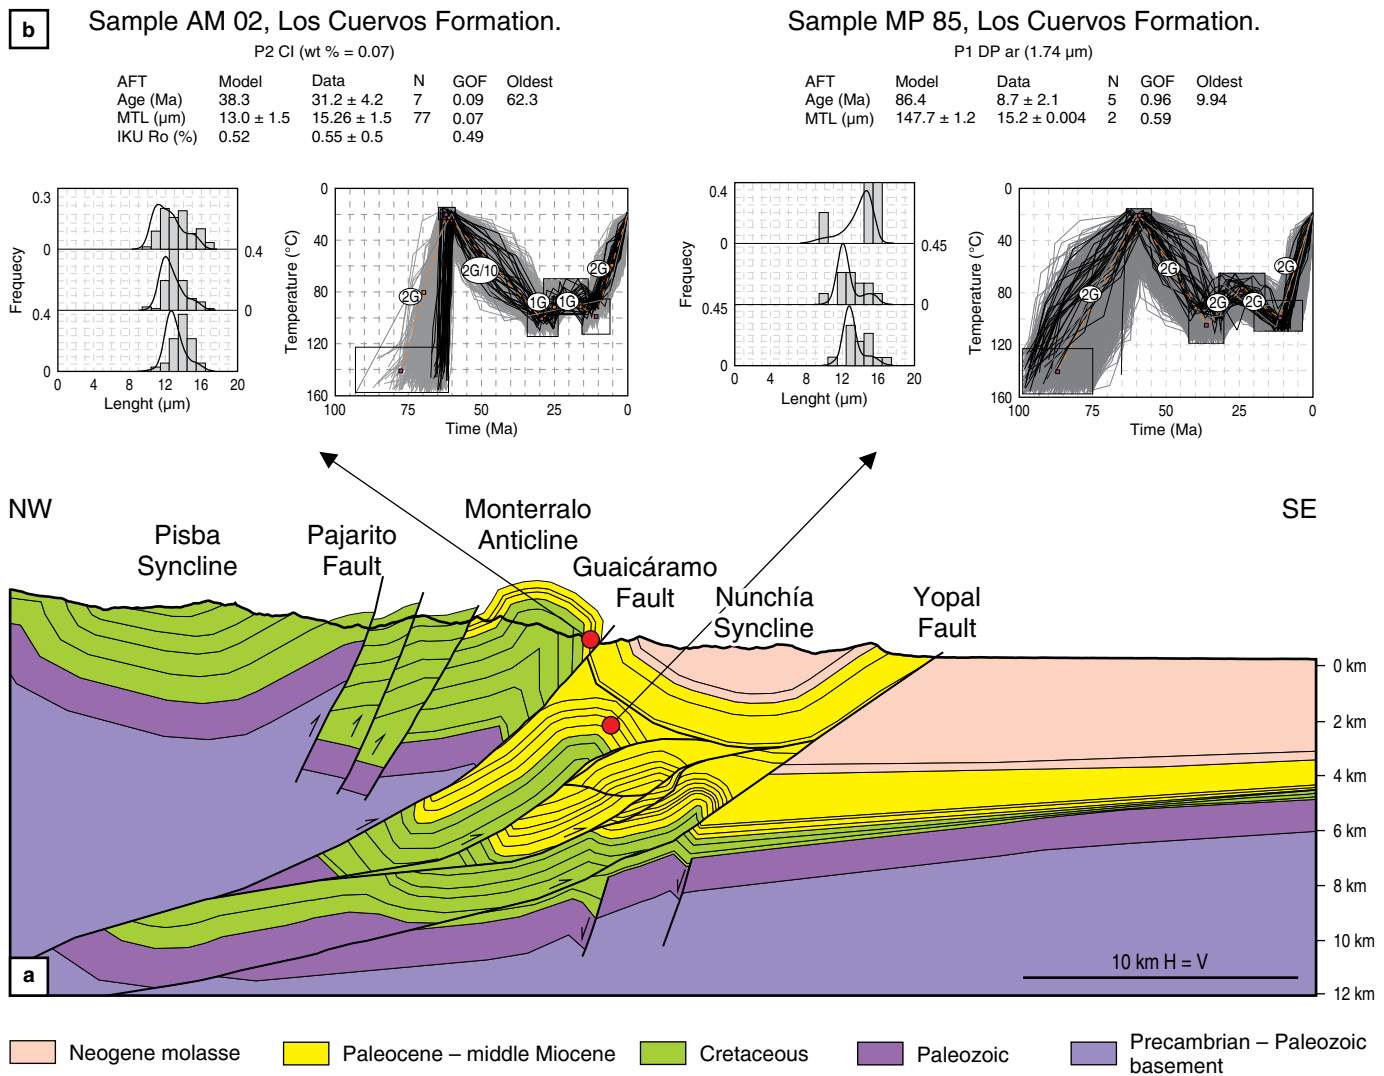 b
Sample AM 02, Los Cuervos Formation.
P2 Cl (wt % = 0.07)
AFT Model Data N GOF Oldest
Age (Ma) 38.3 31.2 ± 4.2 7 0.09 62.3
MTL (µm) 13.0 ± 1.5 15.26 ± 1.5 77 0.07
IKU Ro (%) 0.52 0.55 ± 0.5 0.49
Sample MP 85, Los Cuervos Formation.
P1 DP ar (1.74 µm)
AFT Model Data N GOF Oldest
Age (Ma) 86.4 8.7 ± 2.1 5 0.96 9.94
MTL (µm) 147.7 ± 1.2 15.2 ± 0.004 2 0.59
0.3
0
0.4
0
0.4
0
Frequecy
0 4 8 12 16 20
Lenght (µm)
0
40
80
120
160
Temperature (°C)
2G
2G/10
1G
1G
2G
100 75 50 25 0
Time (Ma)
0.4
0
0.45
0
0.45
0
Frequecy
0 4 8 12 16 20
Lenght (µm)
0
40
80
120
160
Temperature (°C)
2G
2G
2G
2G
2G
100 75 50 25 0
Time (Ma)
NW
SE
Pisba
Syncline
Pajarito
Fault
Monterralo
Anticline
Guaicáramo
Fault
Nunchía
Syncline
Yopal
Fault
0 km
2 km
4 km
6 km
8 km
10 km
12 km
10 km H = V
a
Neogene molasse
Paleocene – middle Miocene
Cretaceous
Paleozoic
Precambrian – Paleozoic
basement